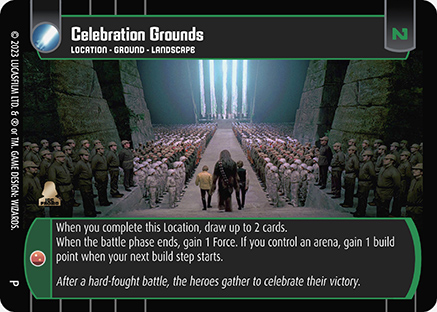 Celebration Grounds
LOCATION • GROUND • LANDSCAPE
N
© 2023 LUCASFILM LTD. & ® OR TM. GAME DESIGN: WIZARDS.
P
When you complete this Location, draw up to 2 cards.
When the battle phase ends, gain 1 Force. If you control an arena, gain 1 build
point when your next build step starts.
After a hard-fought battle, the heroes gather to celebrate their victory.